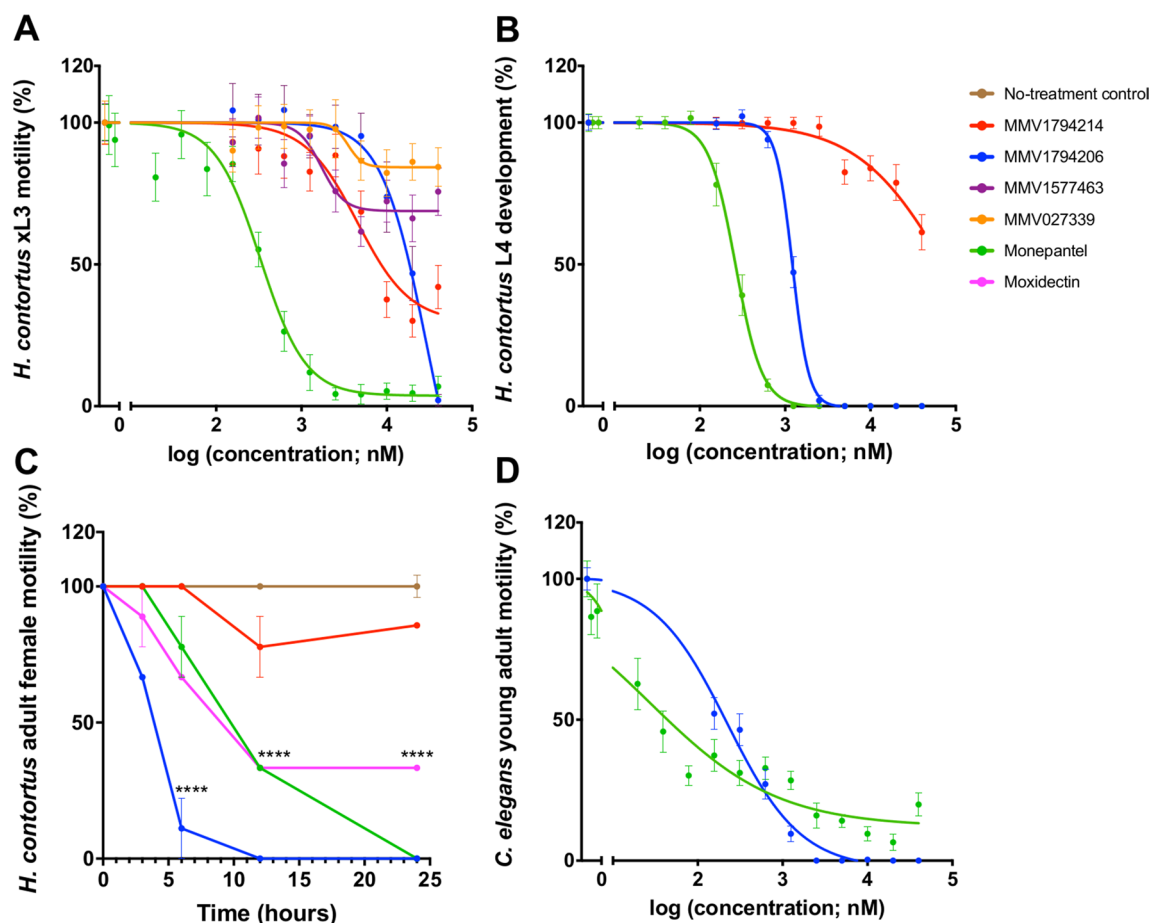 A
H. contortus xL3 motility (%)
120
100
50
0
0 2 3 4 5
log (concentration; nM)
B
H. contortus L4 development (%)
120
100
50
0
0 2 3 4 5
log (concentration; nM)
No-treatment control
MMV1794214
MMV1794206
MMV1577463
MMV027339
Monepantel
Moxidectin
C
H. contortus adult female motility (%)
120
100
50
0
0 5 10 15 20 25
Time (hours)
****
****
****
D
C. elegans young adult motility (%)
120
100
50
0
0 2 3 4 5
log (concentration; nM)